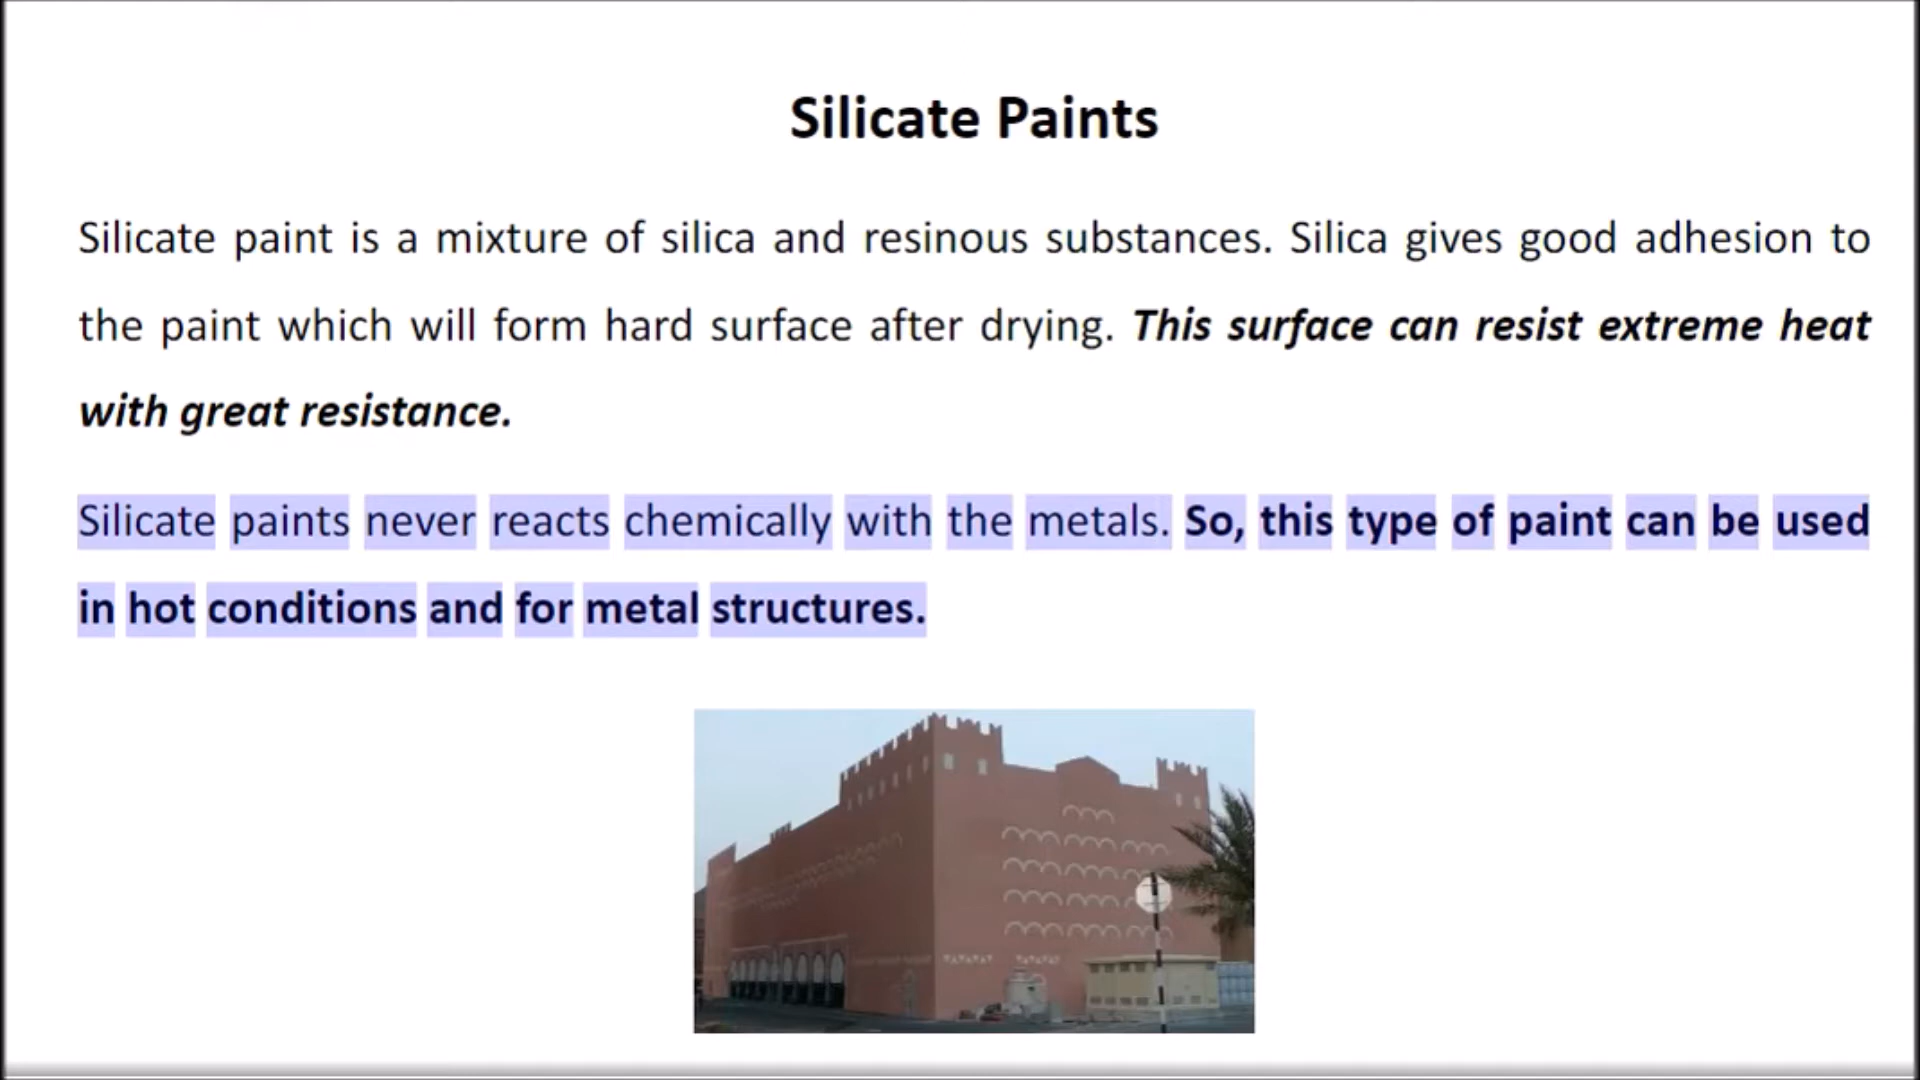 Silicate Paints
Silicate paint is a mixture of silica and resinous substances. Silica gives good adhesion to
the paint which will form hard surface after drying. This surface can resist extreme heat
with great resistance.
Silicate paints never reacts chemically with the metals. So, this type of paint can be used
in hot conditions and for metal structures.